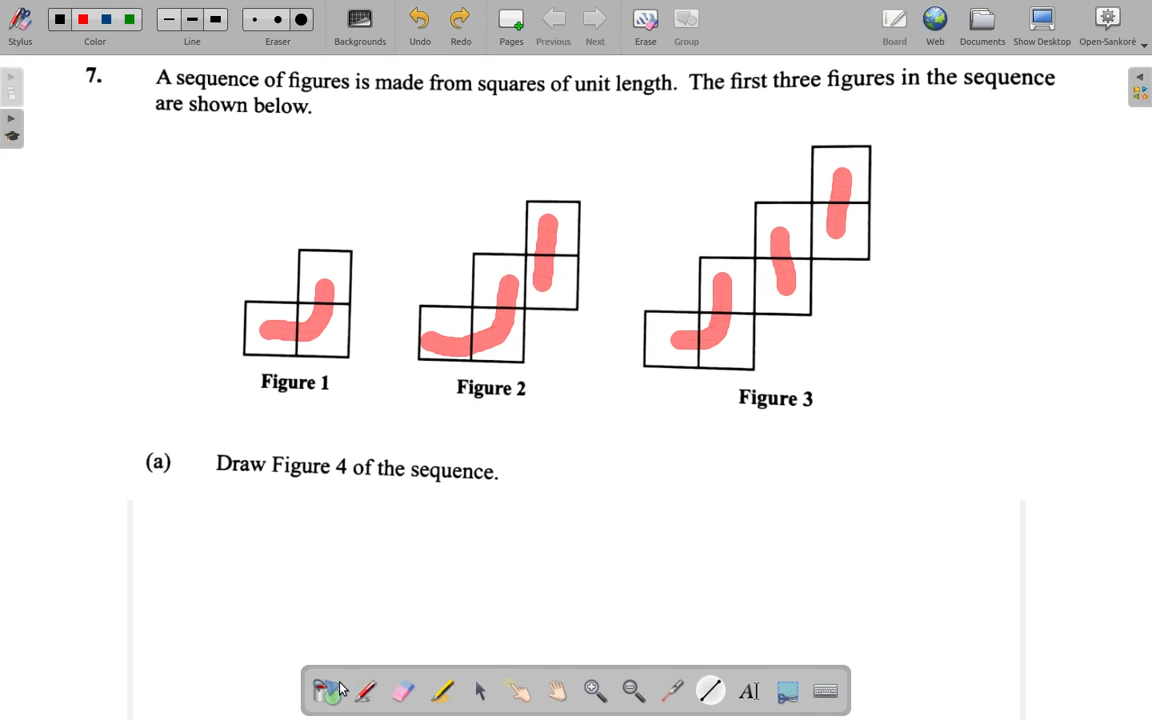 Stylus Color Line Eraser Backgrounds Undo Redo Pages Previous Next Erase Group Board Web Documents Show Desktop Open-Sankoré
7. A sequence of figures is made from squares of unit length. The first three figures in the sequence
are shown below.
Figure 1 Figure 2 Figure 3
(a) Draw Figure 4 of the sequence.
AI